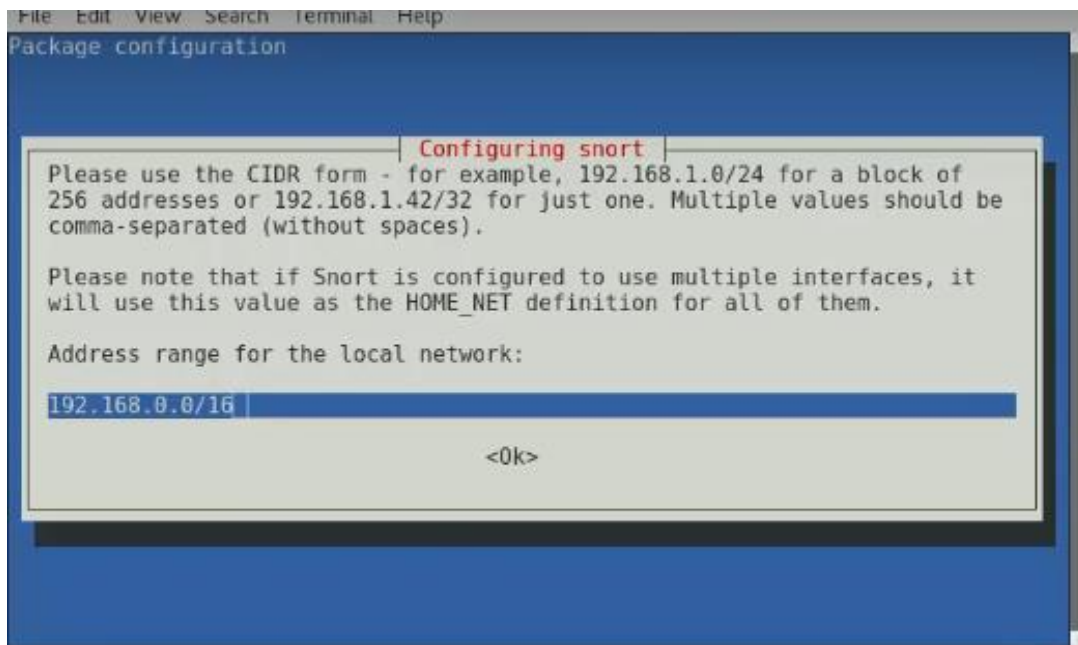 File Edit View Search Terminal Help
Package configuration
Configuring snort
Please use the CIDR form - for example, 192.168.1.0/24 for a block of
256 addresses or 192.168.1.42/32 for just one. Multiple values should be
comma-separated (without spaces).
Please note that if Snort is configured to use multiple interfaces, it
will use this value as the HOME_NET definition for all of them.
Address range for the local network:
192.168.0.0/16
<Ok>